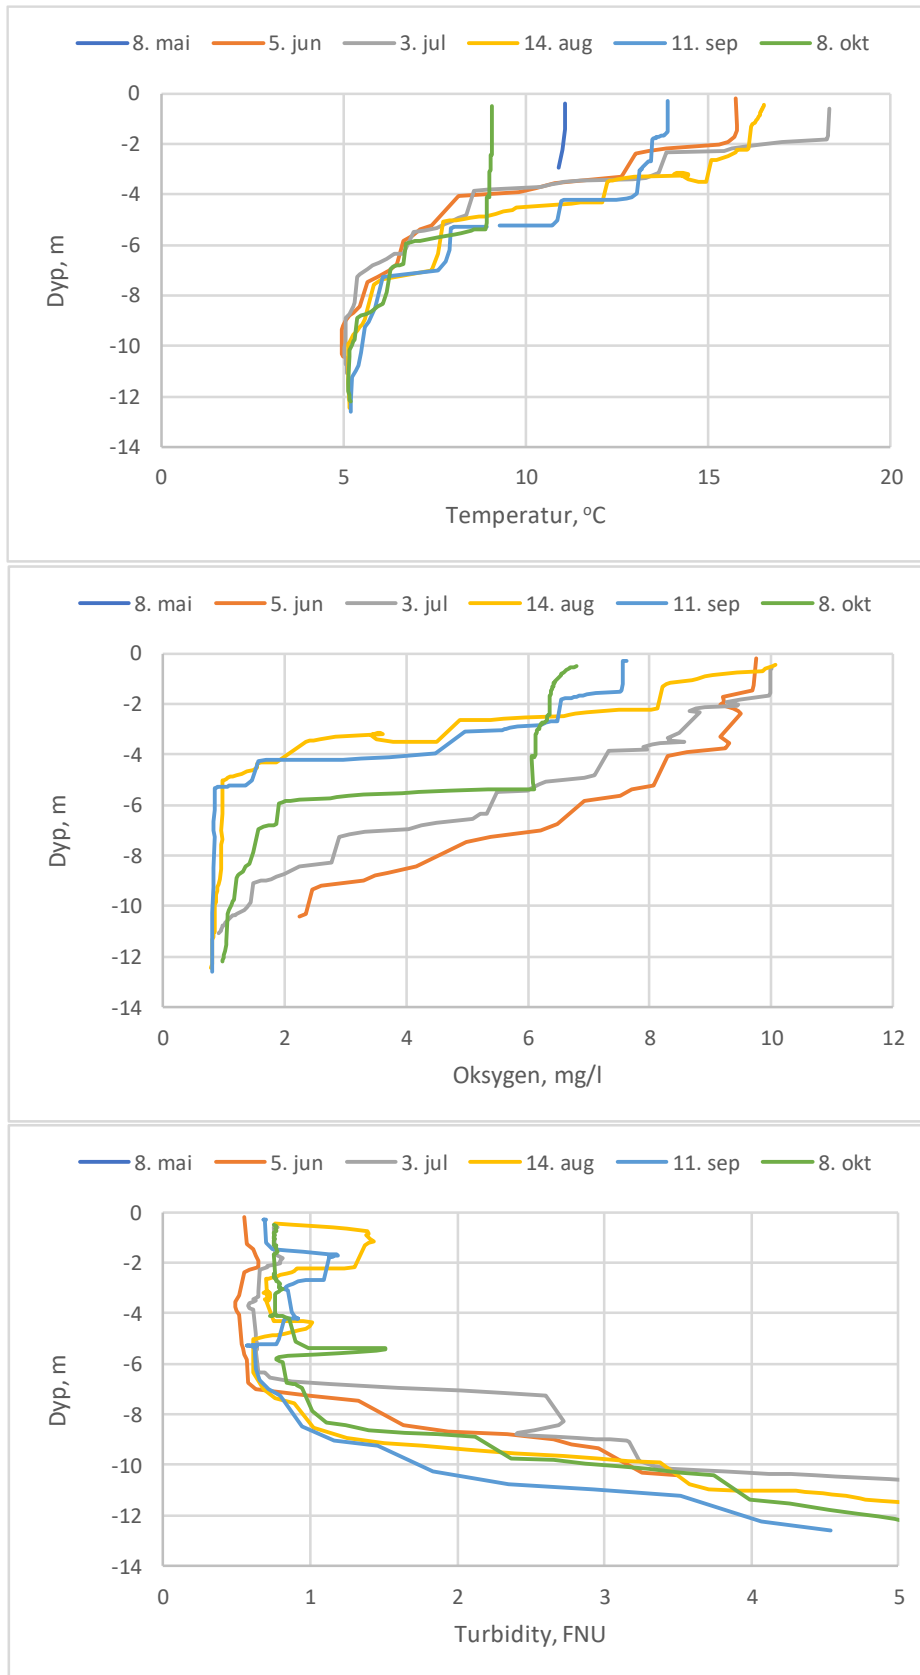 8. mai 5. jun 3. jul 14. aug 11. sep 8. okt
0
-2
-4
-6
-8
-10
-12
-14
Dyp, m
0 5 10 15 20
Temperatur, °C
8. mai 5. jun 3. jul 14. aug 11. sep 8. okt
0
-2
-4
-6
-8
-10
-12
-14
Dyp, m
0 2 4 6 8 10 12
Oksygen, mg/l
8. mai 5. jun 3. jul 14. aug 11. sep 8. okt
0
-2
-4
-6
-8
-10
-12
-14
Dyp, m
0 1 2 3 4 5
Turbidity, FNU